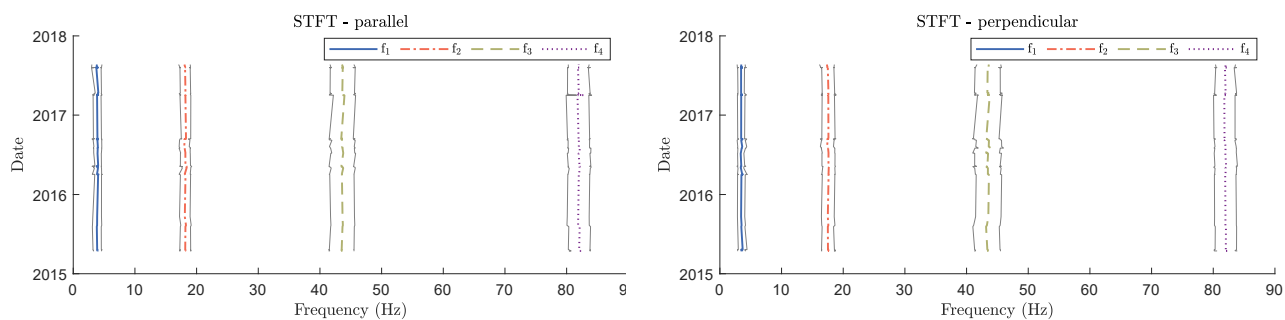 STFT - parallel
2018
2017
2016
2015
Date
f₁ f₂ f₃ f₄
0 10 20 30 40 50 60 70 80 9
Frequency (Hz)
STFT - perpendicular
2018
2017
2016
2015
Date
f₁ f₂ f₃ f₄
0 10 20 30 40 50 60 70 80 90
Frequency (Hz)